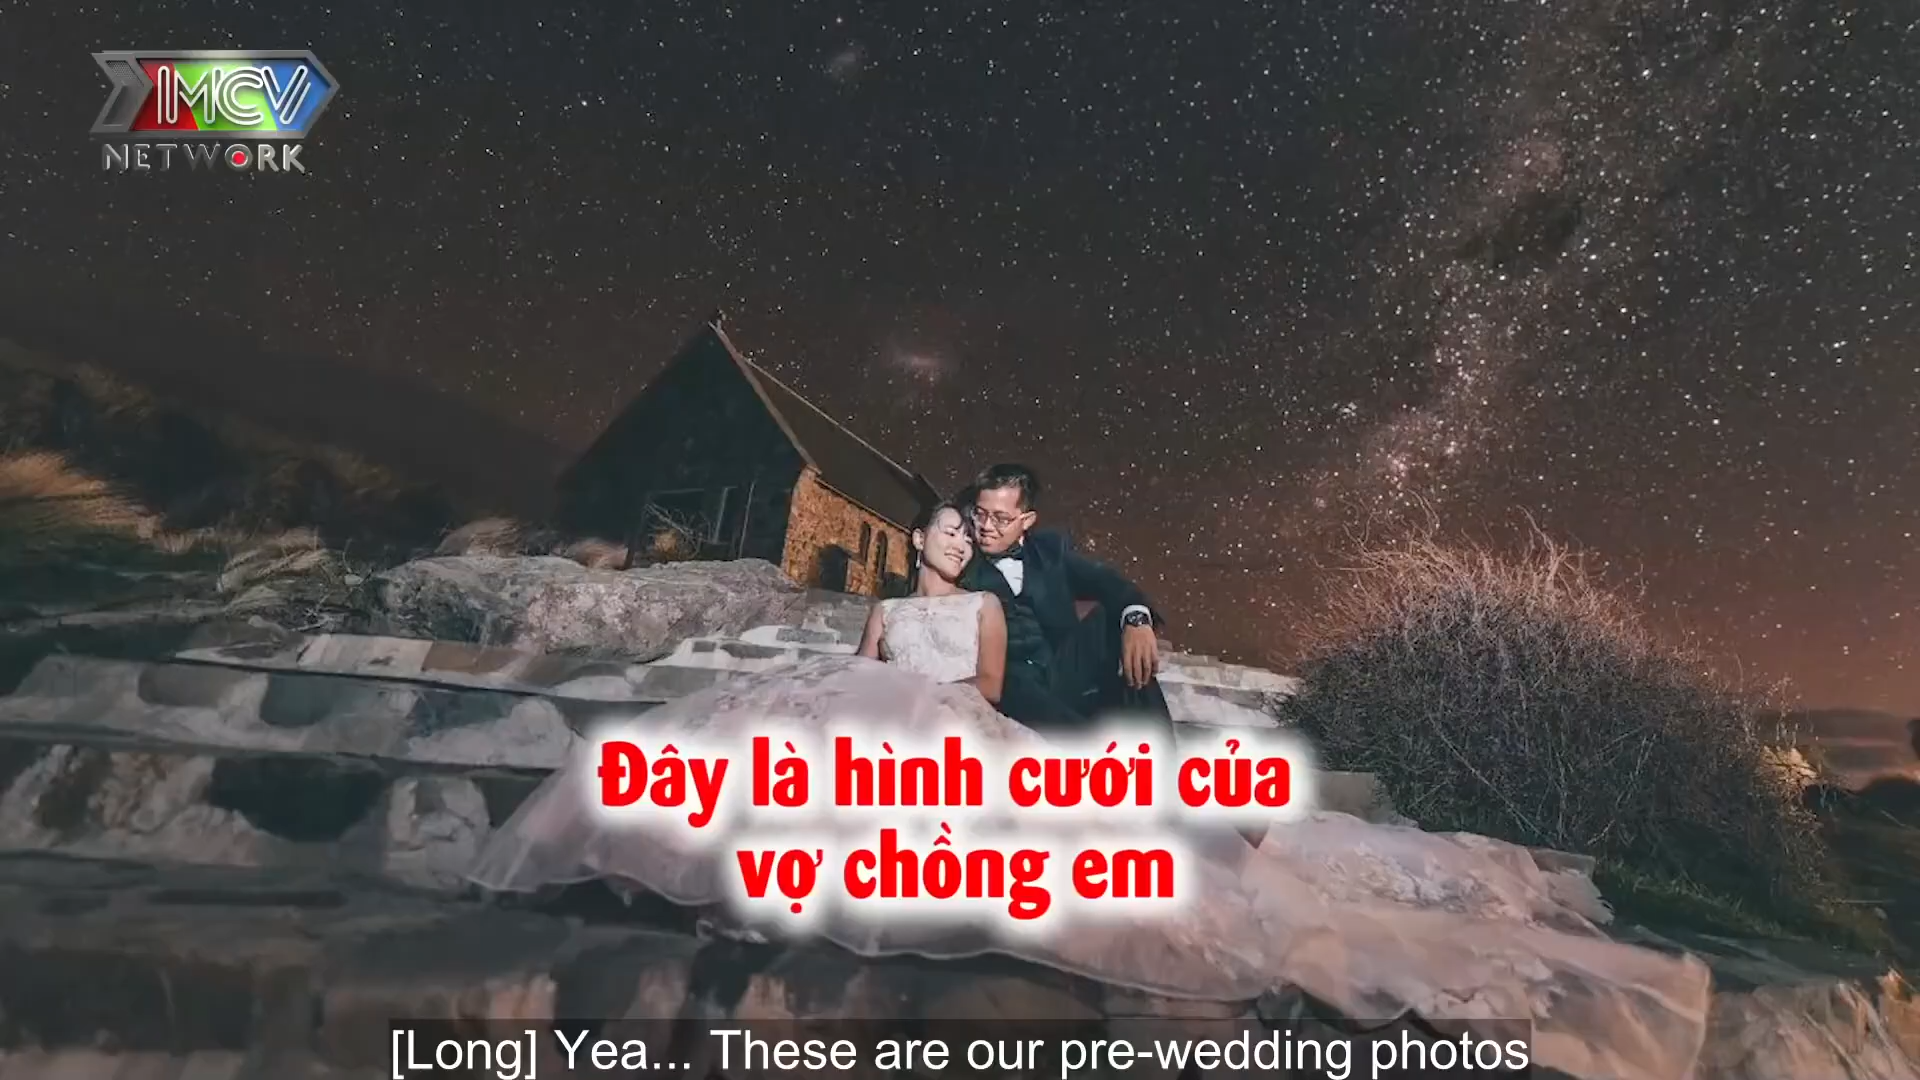 MCV
NETWORK
Đây là hình cưới của
vợ chồng em
[Long] Yea... These are our pre-wedding photos